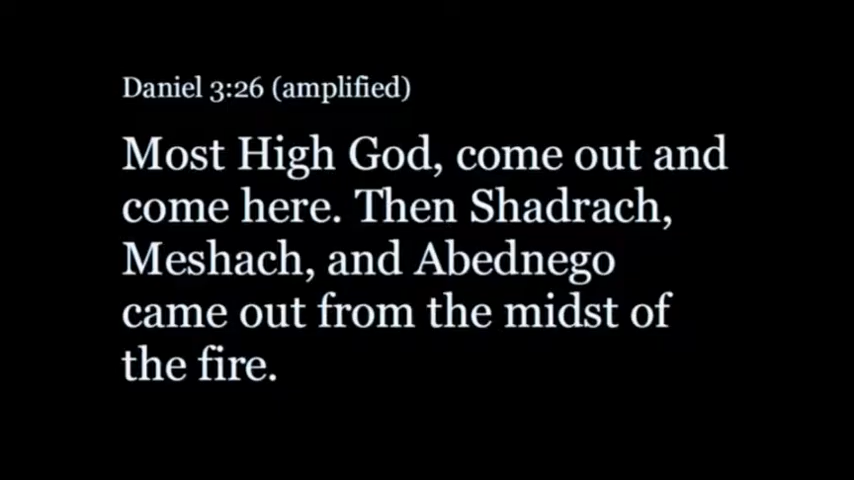 Daniel 3:26 (amplified)
Most High God, come out and
come here. Then Shadrach,
Meshach, and Abednego
came out from the midst of
the fire.